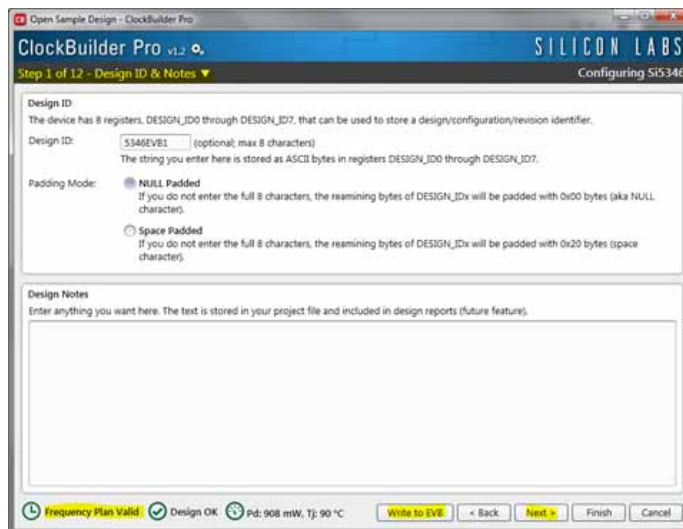 Open Sample Design - ClockBuilder Pro
ClockBuilder Pro v1.2
SILICON LABS
Step 1 of 12 - Design ID & Notes ▼
Configuring Si5346
Design ID
The device has 8 registers, DESIGN_ID0 through DESIGN_ID7, that can be used to store a design/configuration/revision identifier.
Design ID: 5346EVB1 (optional; max 8 characters)
The string you enter here is stored as ASCII bytes in registers DESIGN_ID0 through DESIGN_ID7.
Padding Mode: NULL Padded
If you do not enter the full 8 characters, the reamining bytes of DESIGN_IDx will be padded with 0x00 bytes (aka NULL
character).
Space Padded
If you do not enter the full 8 characters, the reamining bytes of DESIGN_IDx will be padded with 0x20 bytes (space
character).
Design Notes
Enter anything you want here. The text is stored in your project file and included in design reports (future feature).
Frequency Plan Valid Design OK Pd: 908 mW, Tj: 90 °C Write to EVB < Back Next > Finish Cancel